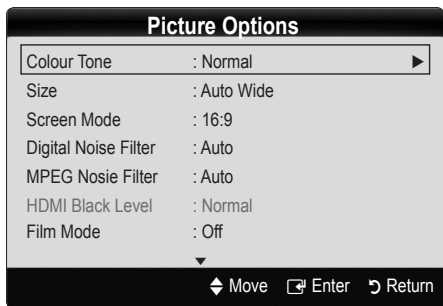 Picture Options
Colour Tone : Normal
Size : Auto Wide
Screen Mode : 16:9
Digital Noise Filter : Auto
MPEG Nosie Filter : Auto
HDMI Black Level : Normal
Film Mode : Off
Move Enter Return